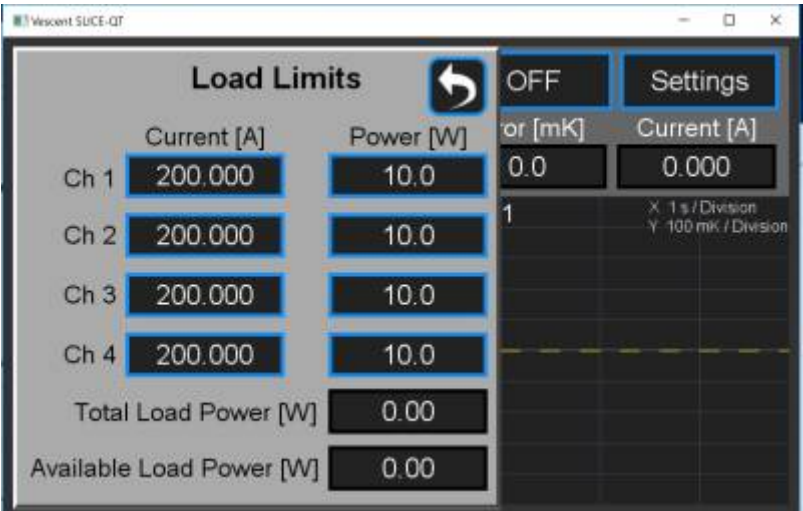 Vescent SLICE-QT
Load Limits
OFF
Settings
Current [A]
Power [W]
or [mK]
Current [A]
Ch 1
200.000
10.0
0.0
0.000
1
X 1 s / Division
Y 100 mK / Division
Ch 2
200.000
10.0
Ch 3
200.000
10.0
Ch 4
200.000
10.0
Total Load Power [W]
0.00
Available Load Power [W]
0.00